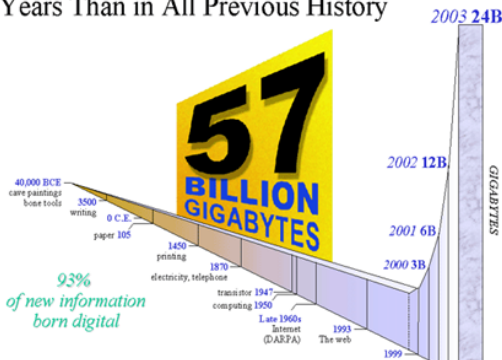 Years Than in All Previous History
2003 24B
57
BILLION
GIGABYTES
2002 12B
GIGABYTES
40,000 BCE
cave paintings
bone tools
3500
writing
0 C.E.
paper 105
1450
printing
1870
electricity, telephone
transistor 1947
computing 1950
Late 1960s
Internet
(DARPA)
1993
The web
1999
2001 6B
2000 3B
93%
of new information
born digital